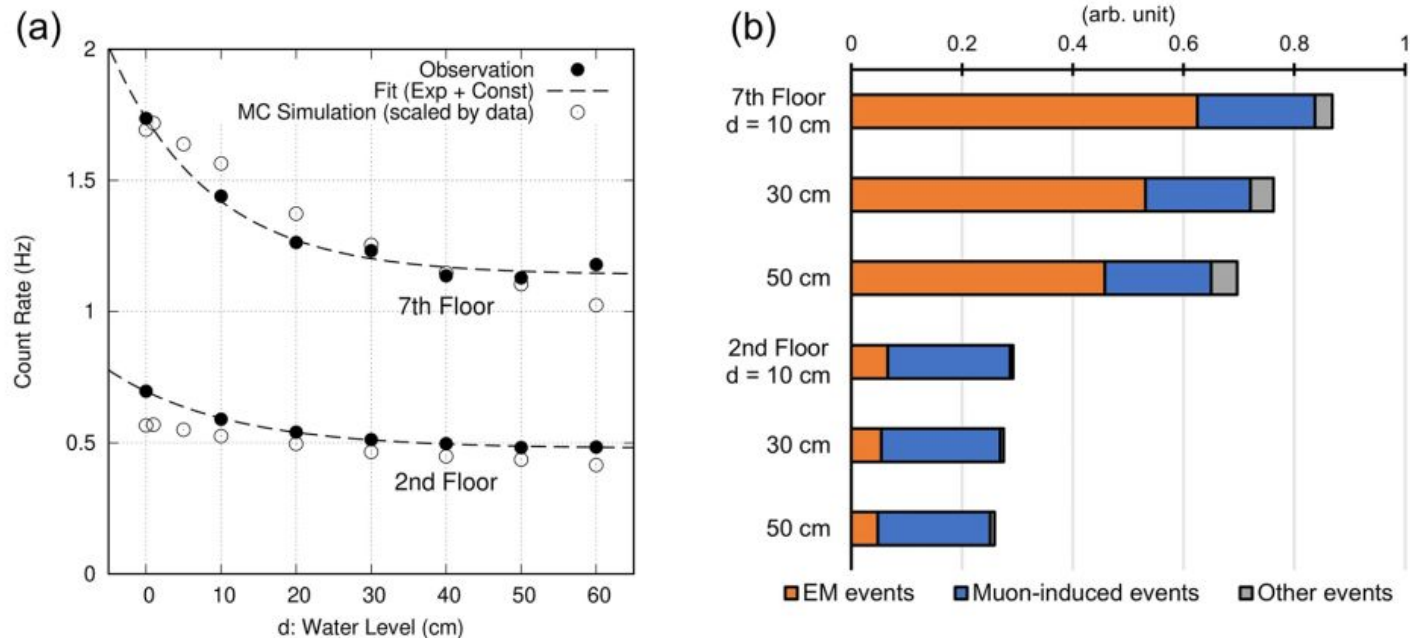 (a)
2
1.5
1
0.5
0
Count Rate (Hz)
Observation
Fit (Exp + Const)
MC Simulation (scaled by data)
7th Floor
2nd Floor
0 10 20 30 40 50 60
d: Water Level (cm)
(b)
(arb. unit)
0 0.2 0.4 0.6 0.8 1
7th Floor
d = 10 cm
30 cm
50 cm
2nd Floor
d = 10 cm
30 cm
50 cm
EM events Muon-induced events Other events